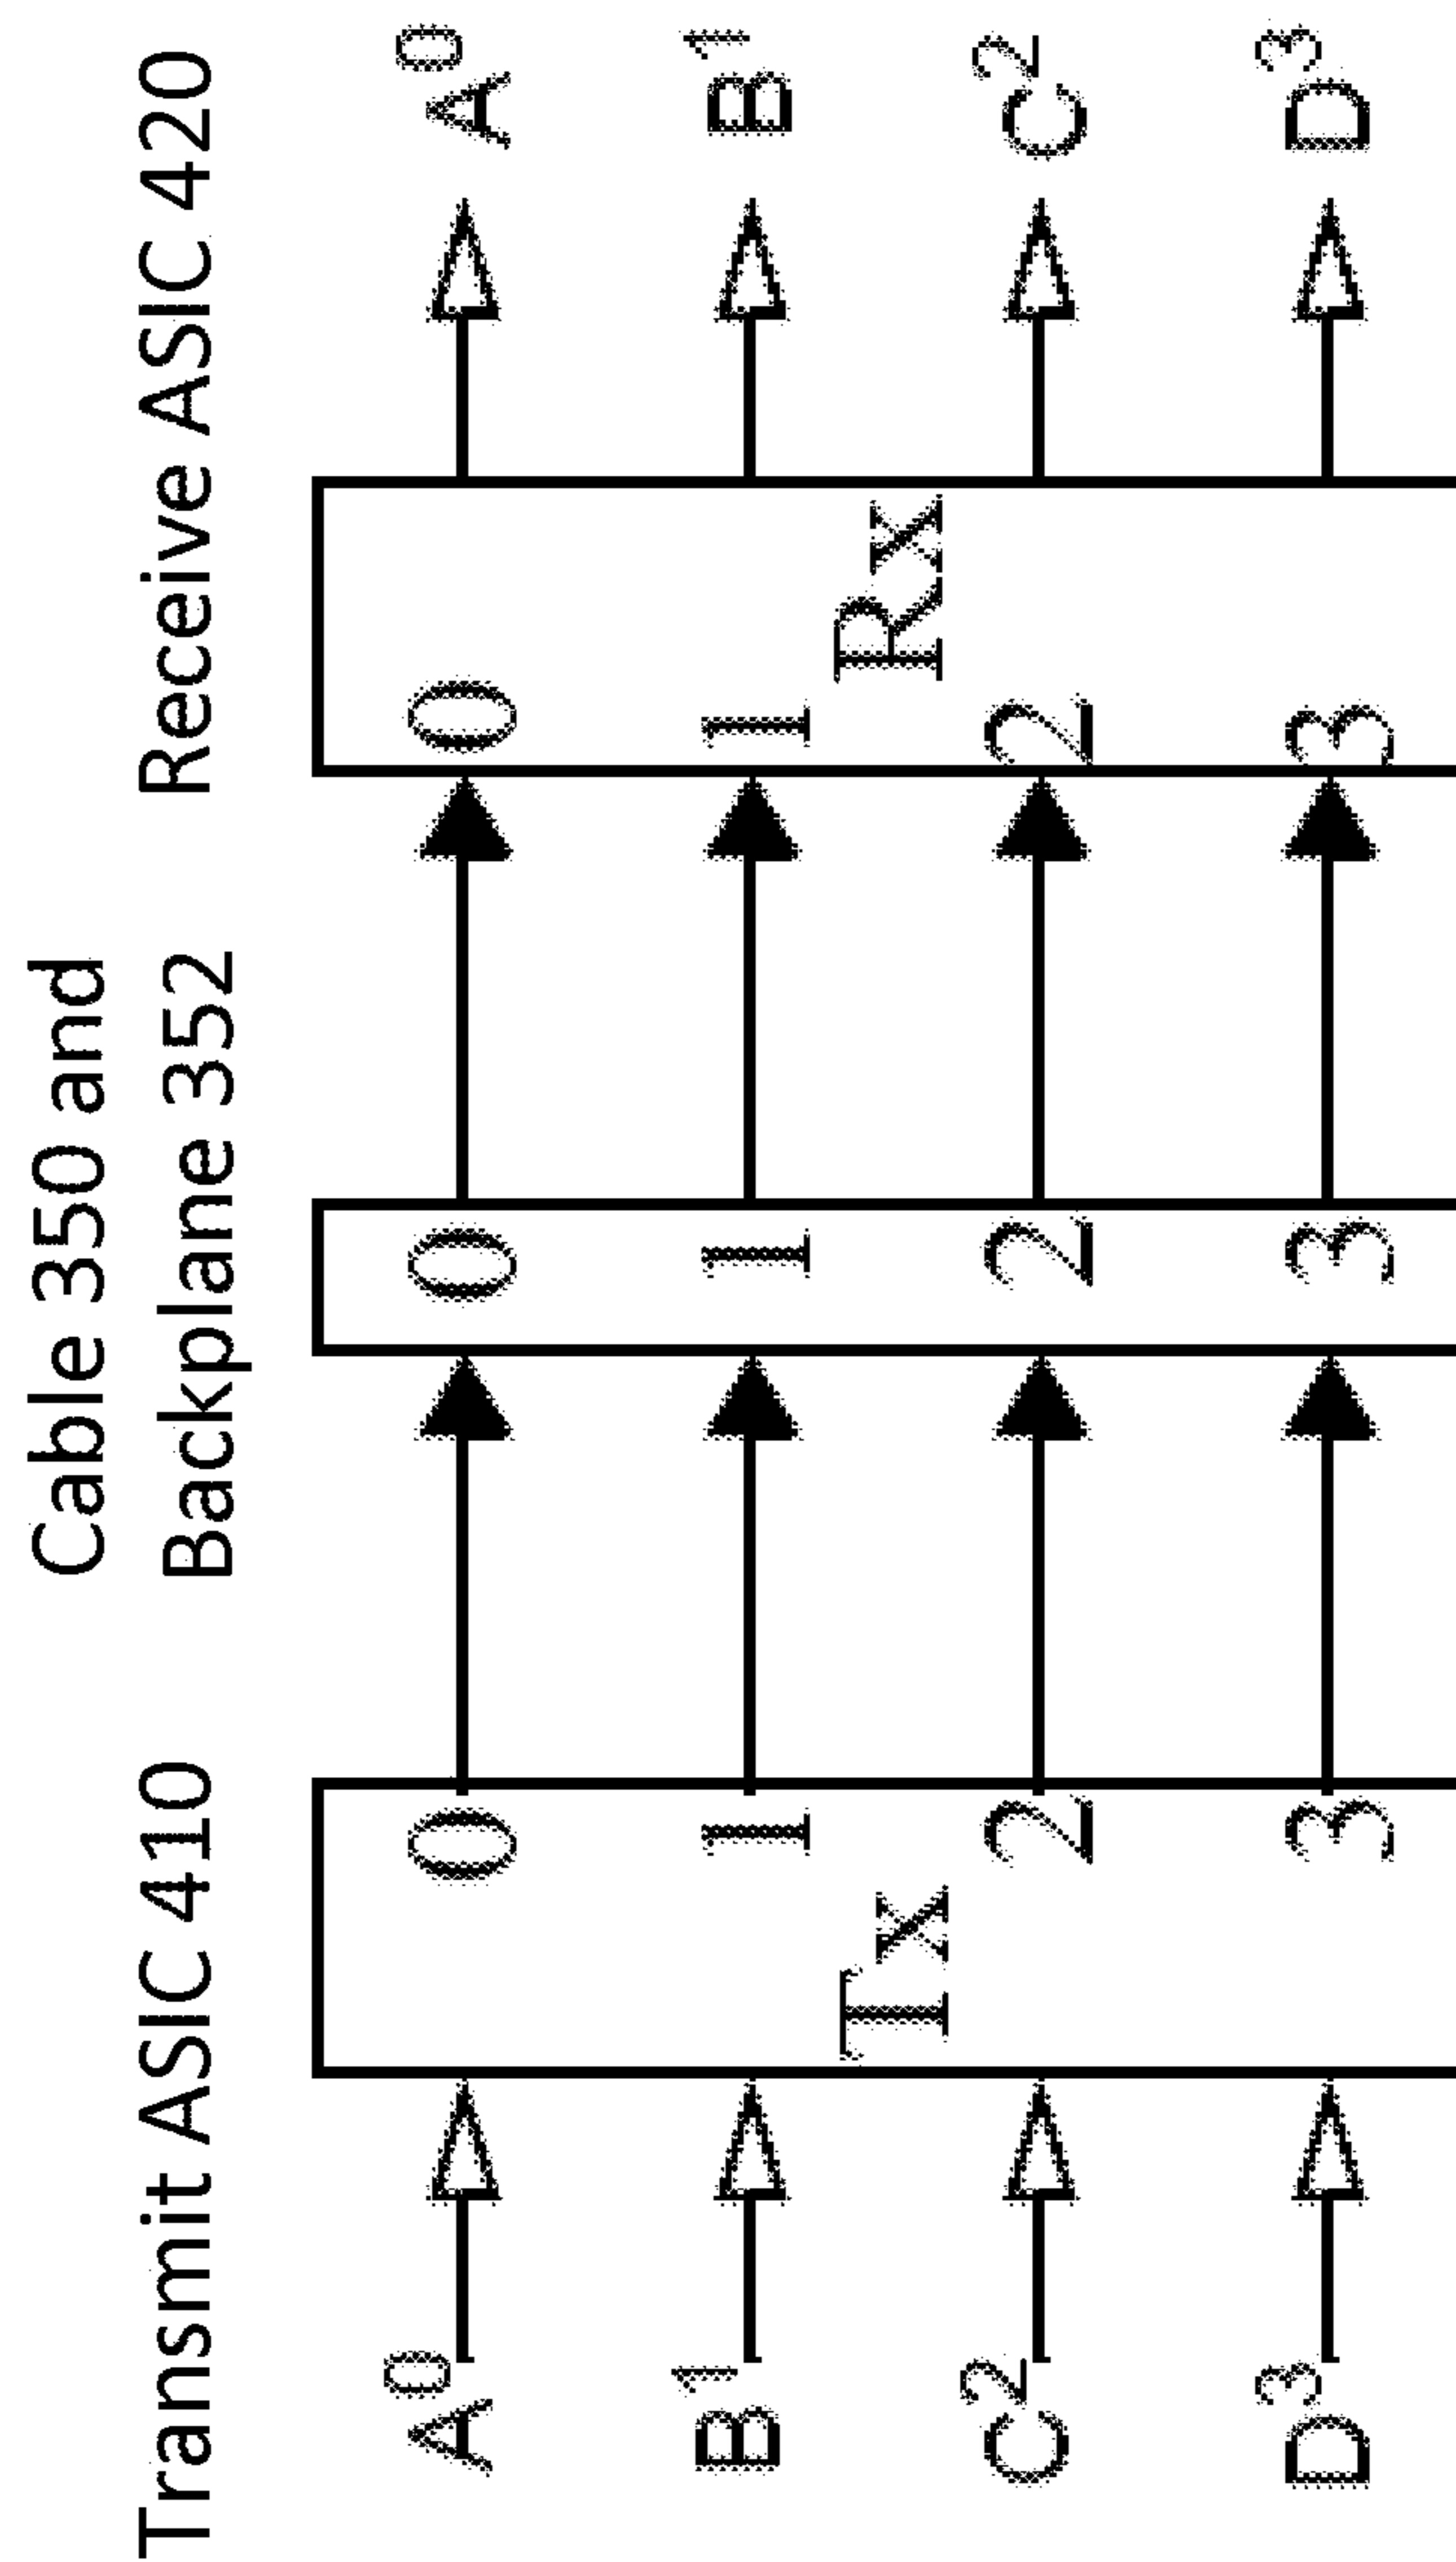 Cable 350 and
Transmit ASIC 410 Backplane 352 Receive ASIC 420
A⁰ 0 0 0 A⁰
B¹ 1 1 1 B¹
Tx Rx
C² 2 2 2 C²
D³ 3 3 3 D³